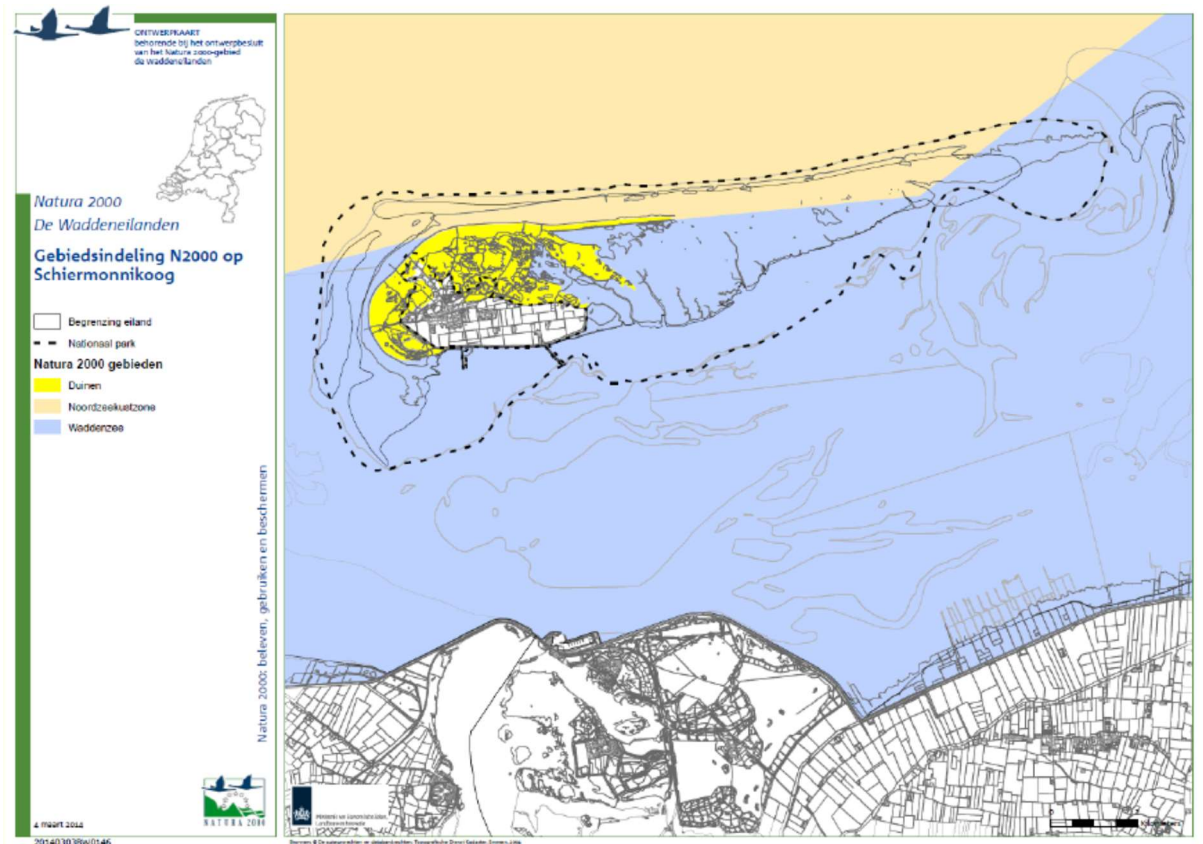 ONTWERPKAART
behorende bij het ontwerpbesluit
van het Natura 2000-gebied
de waddeneilanden
Natura 2000
De Waddeneilanden
Gebiedsindeling N2000 op
Schiermonnikoog
Begrenzing eiland
Nationaal park
Natura 2000 gebieden
Duinen
Noordzeekustzone
Waddenzee
Natura 2000: beleven, gebruiken en beschermen
NATURA 2000
4 maart 2014